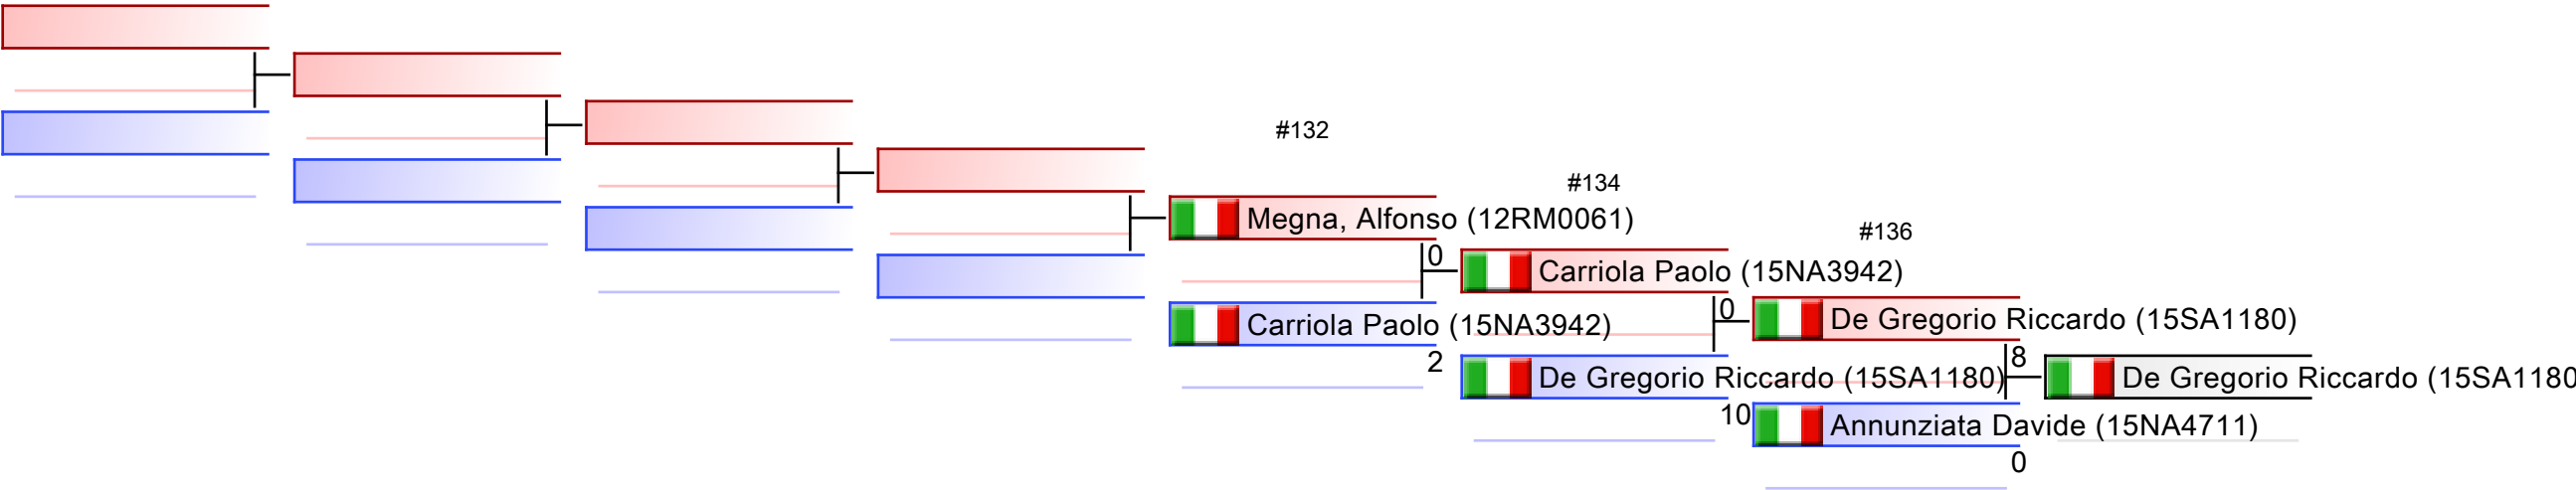 #132
Megna, Alfonso (12RM0061)
0
Carriola Paolo (15NA3942)
2
#134
Carriola Paolo (15NA3942)
0
De Gregorio Riccardo (15SA1180)
10
#136
De Gregorio Riccardo (15SA1180)
8
Annunziata Davide (15NA4711)
0
De Gregorio Riccardo (15SA1180